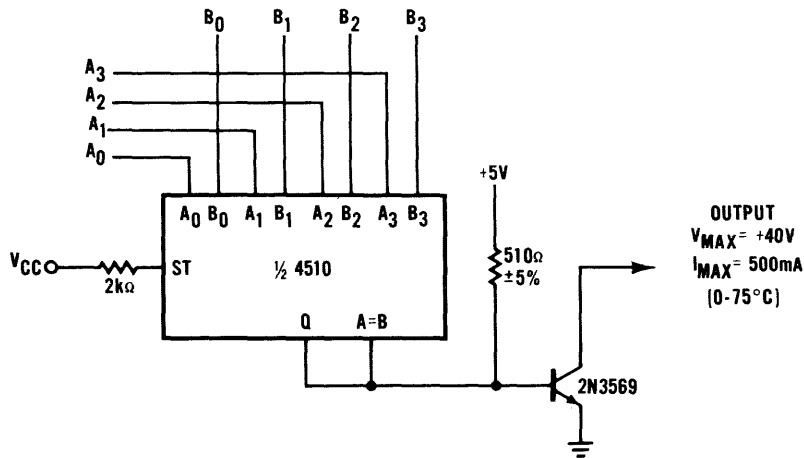 B0 B1 B2 B3
A3
A2
A1
A0
+5V
A0 B0 A1 B1 A2 B2 A3 B3
OUTPUT
VMAX = +40V
IMAX = 500mA
(0-75°C)
VCC
2kΩ
ST
½ 4510
510Ω
±5%
Q A=B
2N3569